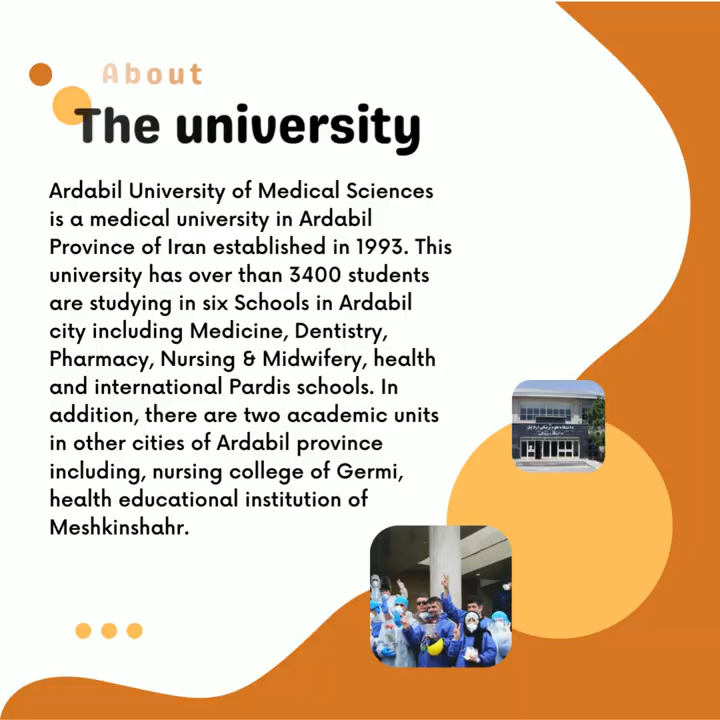 About
The university
Ardabil University of Medical Sciences
is a medical university in Ardabil
Province of Iran established in 1993. This
university has over than 3400 students
are studying in six Schools in Ardabil
city including Medicine, Dentistry,
Pharmacy, Nursing & Midwifery, health
and international Pardis schools. In
addition, there are two academic units
in other cities of Ardabil province
including, nursing college of Germi,
health educational institution of
Meshkinshahr.